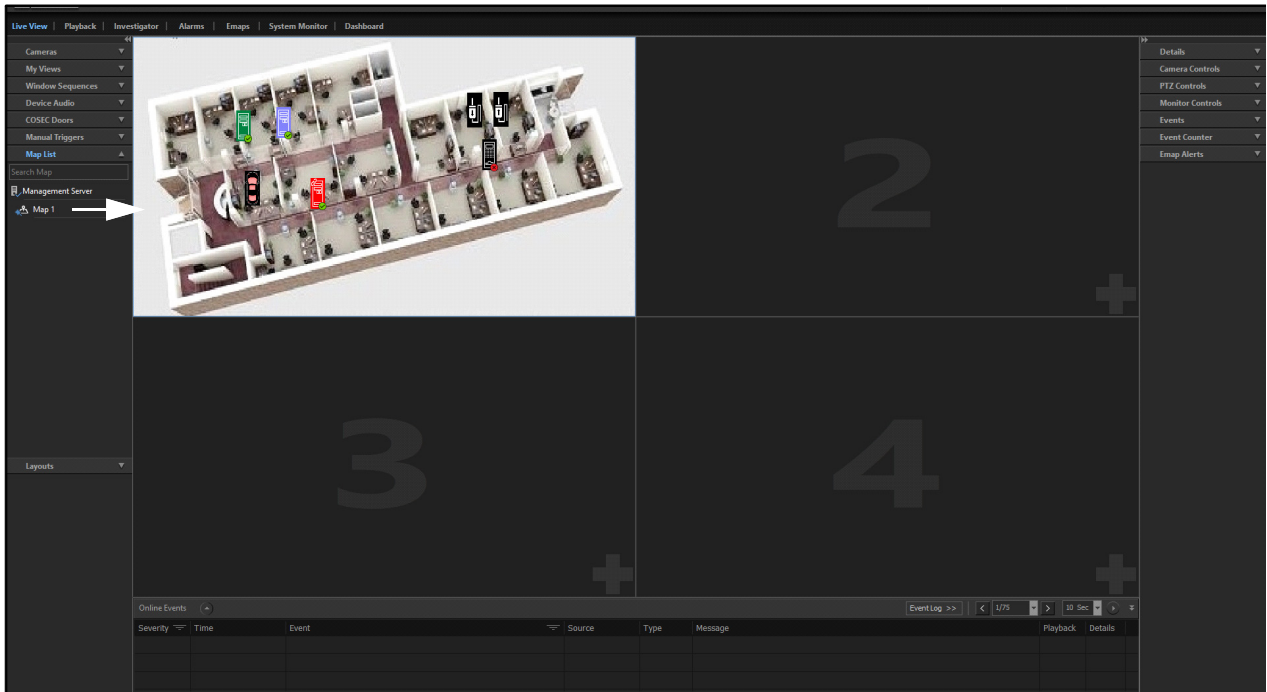 Live View | Playback | Investigator | Alarms | Emaps | System Monitor | Dashboard
Cameras
My Views
Window Sequences
Device Audio
COSEC Doors
Manual Triggers
Map List
Search Map
Management Server
Map 1
Layouts
2
3
4
Details
Camera Controls
PTZ Controls
Monitor Controls
Events
Event Counter
Emap Alerts
Online Events
Event Log >>
1/75
10 Sec
Severity Time Event Source Type Message Playback Details